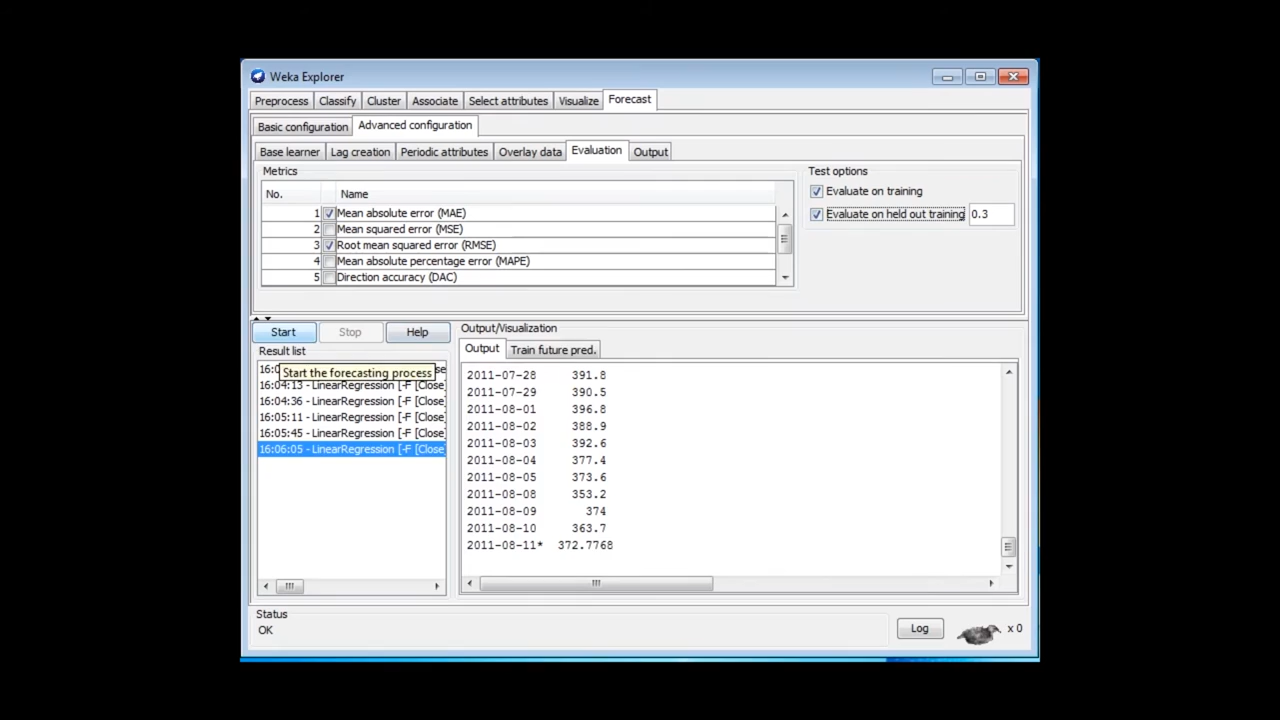 Weka Explorer
Preprocess Classify Cluster Associate Select attributes Visualize Forecast
Basic configuration Advanced configuration
Base learner Lag creation Periodic attributes Overlay data Evaluation Output
Metrics
No. Name
1 Mean absolute error (MAE)
2 Mean squared error (MSE)
3 Root mean squared error (RMSE)
4 Mean absolute percentage error (MAPE)
5 Direction accuracy (DAC)
Test options
Evaluate on training
Evaluate on held out training 0.3
Start Stop Help
Result list
Start the forecasting process
16:04:13 - LinearRegression [-F [Close]
16:04:36 - LinearRegression [-F [Close]
16:05:11 - LinearRegression [-F [Close]
16:05:45 - LinearRegression [-F [Close]
16:06:05 - LinearRegression [-F [Close]
Output/Visualization
Output Train future pred.
2011-07-28 391.8
2011-07-29 390.5
2011-08-01 396.8
2011-08-02 388.9
2011-08-03 392.6
2011-08-04 377.4
2011-08-05 373.6
2011-08-08 353.2
2011-08-09 374
2011-08-10 363.7
2011-08-11* 372.7768
Status
OK
Log x 0